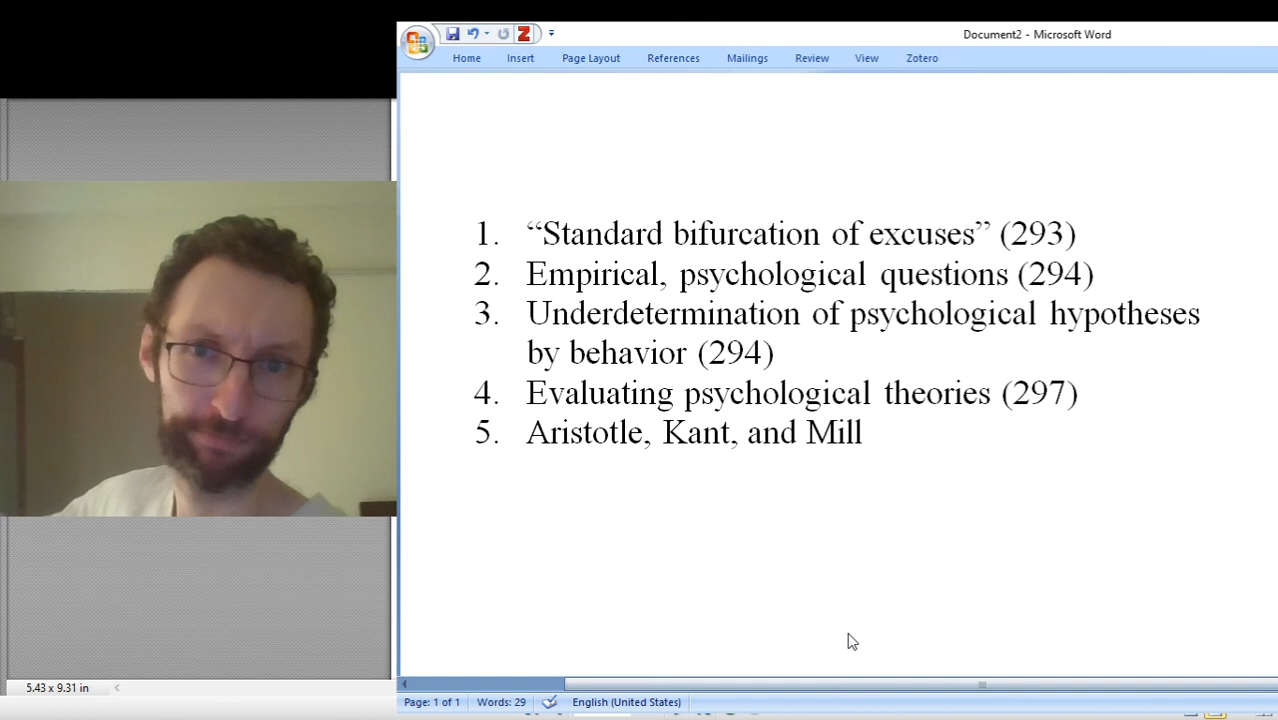 Document2 - Microsoft Word
Home Insert Page Layout References Mailings Review View Zotero
1. “Standard bifurcation of excuses” (293)
2. Empirical, psychological questions (294)
3. Underdetermination of psychological hypotheses
by behavior (294)
4. Evaluating psychological theories (297)
5. Aristotle, Kant, and Mill
5.43 x 9.31 in
Page: 1 of 1 Words: 29 English (United States)